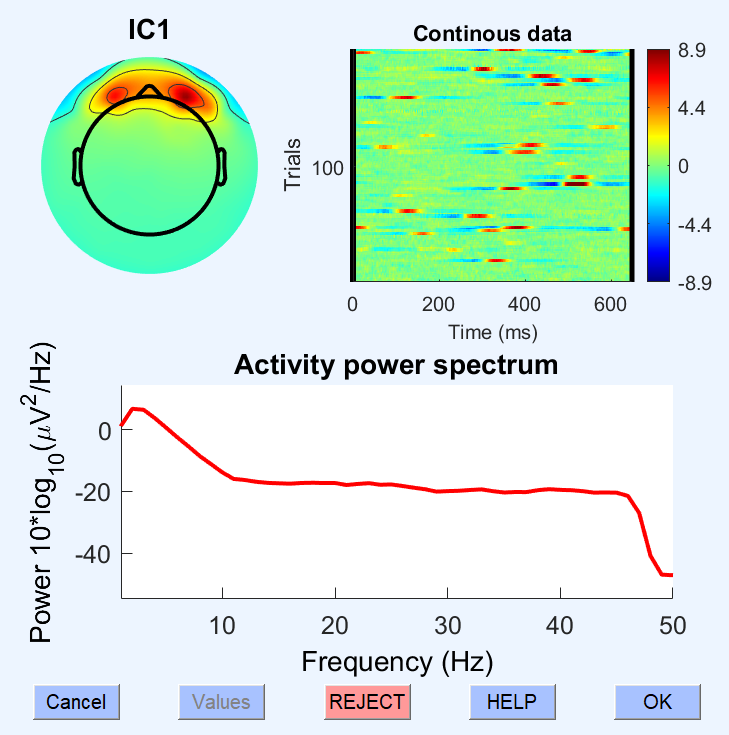 IC1
Continous data
Trials
100
8.9
4.4
0
-4.4
-8.9
0 200 400 600
Time (ms)
Activity power spectrum
Power 10*log₁₀(μV²/Hz)
0
-20
-40
10 20 30 40 50
Frequency (Hz)
Cancel Values REJECT HELP OK